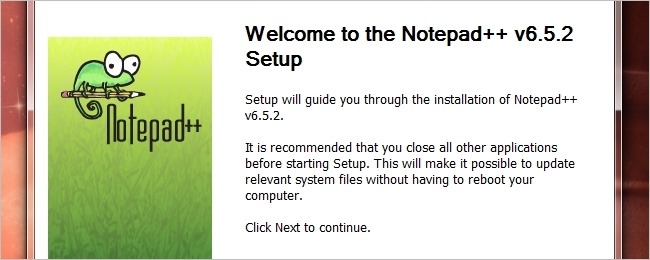 Welcome to the Notepad++ v6.5.2
Setup
Notepad++
Setup will guide you through the installation of Notepad++
v6.5.2.
It is recommended that you close all other applications
before starting Setup. This will make it possible to update
relevant system files without having to reboot your
computer.
Click Next to continue.